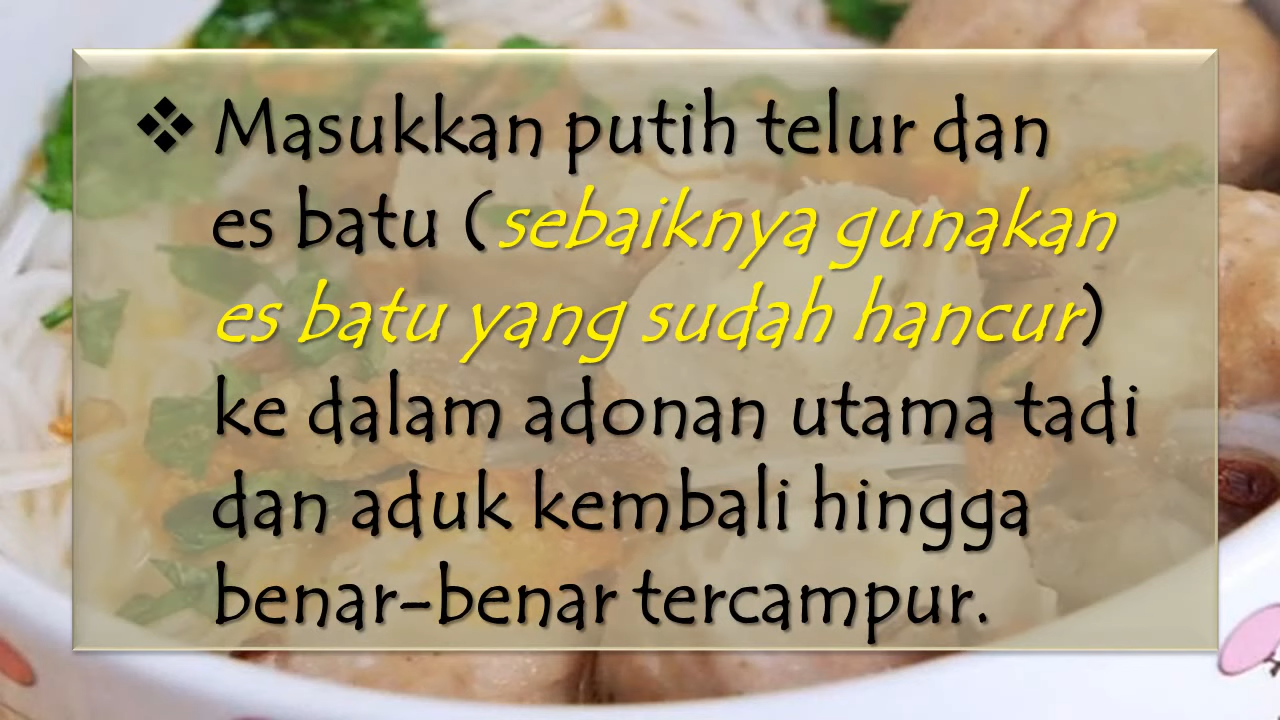 ❖ Masukkan putih telur dan
es batu (sebaiknya gunakan
es batu yang sudah hancur)
ke dalam adonan utama tadi
dan aduk kembali hingga
benar-benar tercampur.